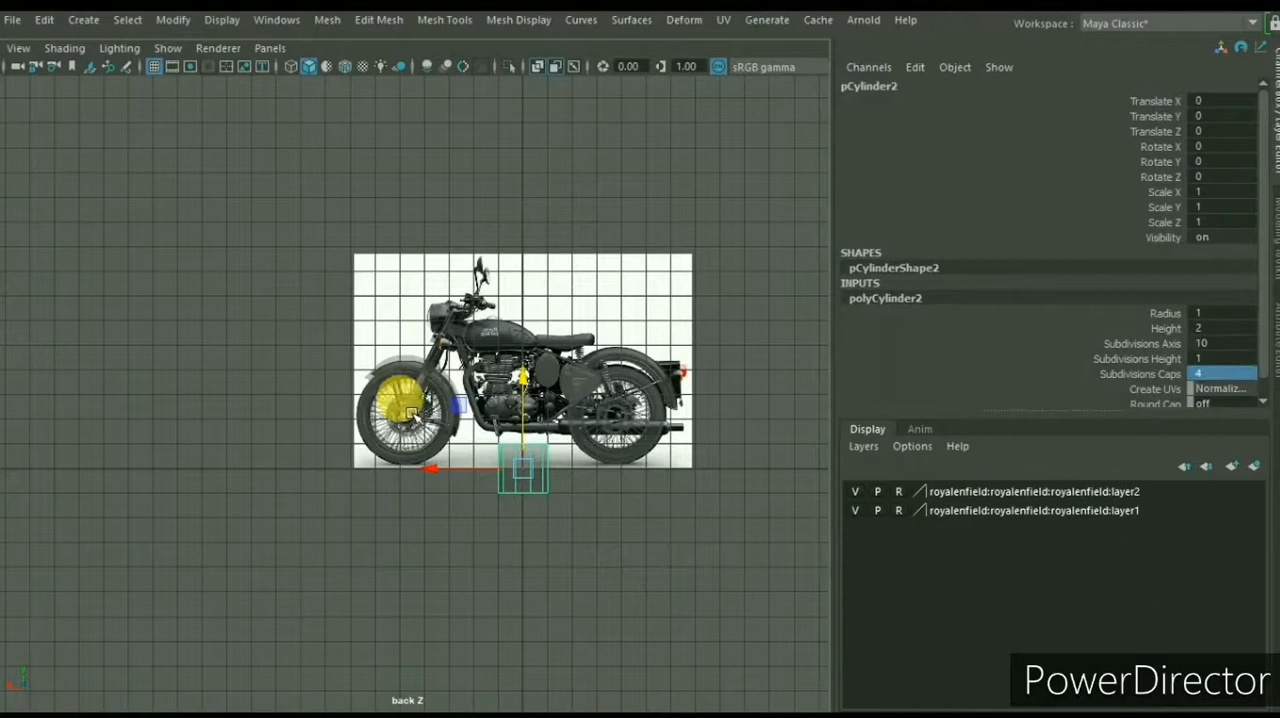 File Edit Create Select Modify Display Windows Mesh Edit Mesh Mesh Tools Mesh Display Curves Surfaces Deform UV Generate Cache Arnold Help
Workspace : Maya Classic*
View Shading Lighting Show Renderer Panels
0.00 1.00 sRGB gamma
Channels Edit Object Show
pCylinder2
Translate X 0
Translate Y 0
Translate Z 0
Rotate X 0
Rotate Y 0
Rotate Z 0
Scale X 1
Scale Y 1
Scale Z 1
Visibility on
SHAPES
pCylinderShape2
INPUTS
polyCylinder2
Radius 1
Height 2
Subdivisions Axis 10
Subdivisions Height 1
Subdivisions Caps 4
Create UVs Normaliz...
Round Cap off
Display Anim
Layers Options Help
V P R royalenfield:royalenfield:royalenfield:layer2
V P R royalenfield:royalenfield:royalenfield:layer1
back Z
PowerDirector